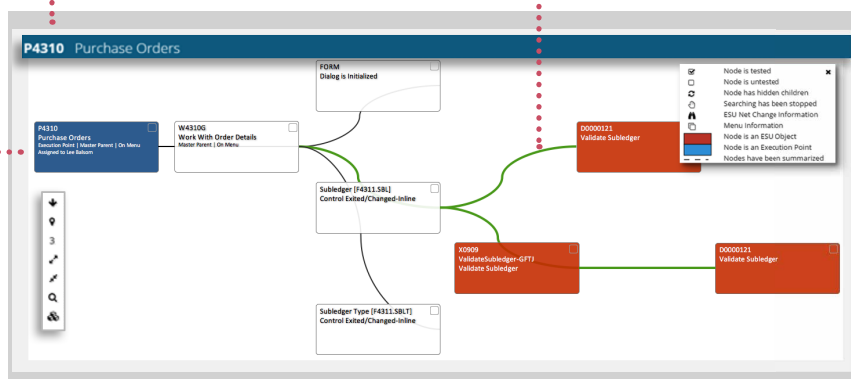 P4310 Purchase Orders
FORM
Dialog is Initialized
Node is tested
Node is untested
Node has hidden children
Searching has been stopped
ESU Net Change Information
Menu Information
Node is an ESU Object
Node is an Execution Point
Nodes have been summarized
P4310
Purchase Orders
Execution Point | Master Parent | On Menu
Assigned to Lee Balsom
W4310G
Work With Order Details
Master Parent | On Menu
D0000121
Validate Subledger
Subledger [F4311.SBL]
Control Exited/Changed-Inline
3
X0909
ValidateSubledger-GFTJ
Validate Subledger
D0000121
Validate Subledger
Subledger Type [F4311.SBLT]
Control Exited/Changed-Inline